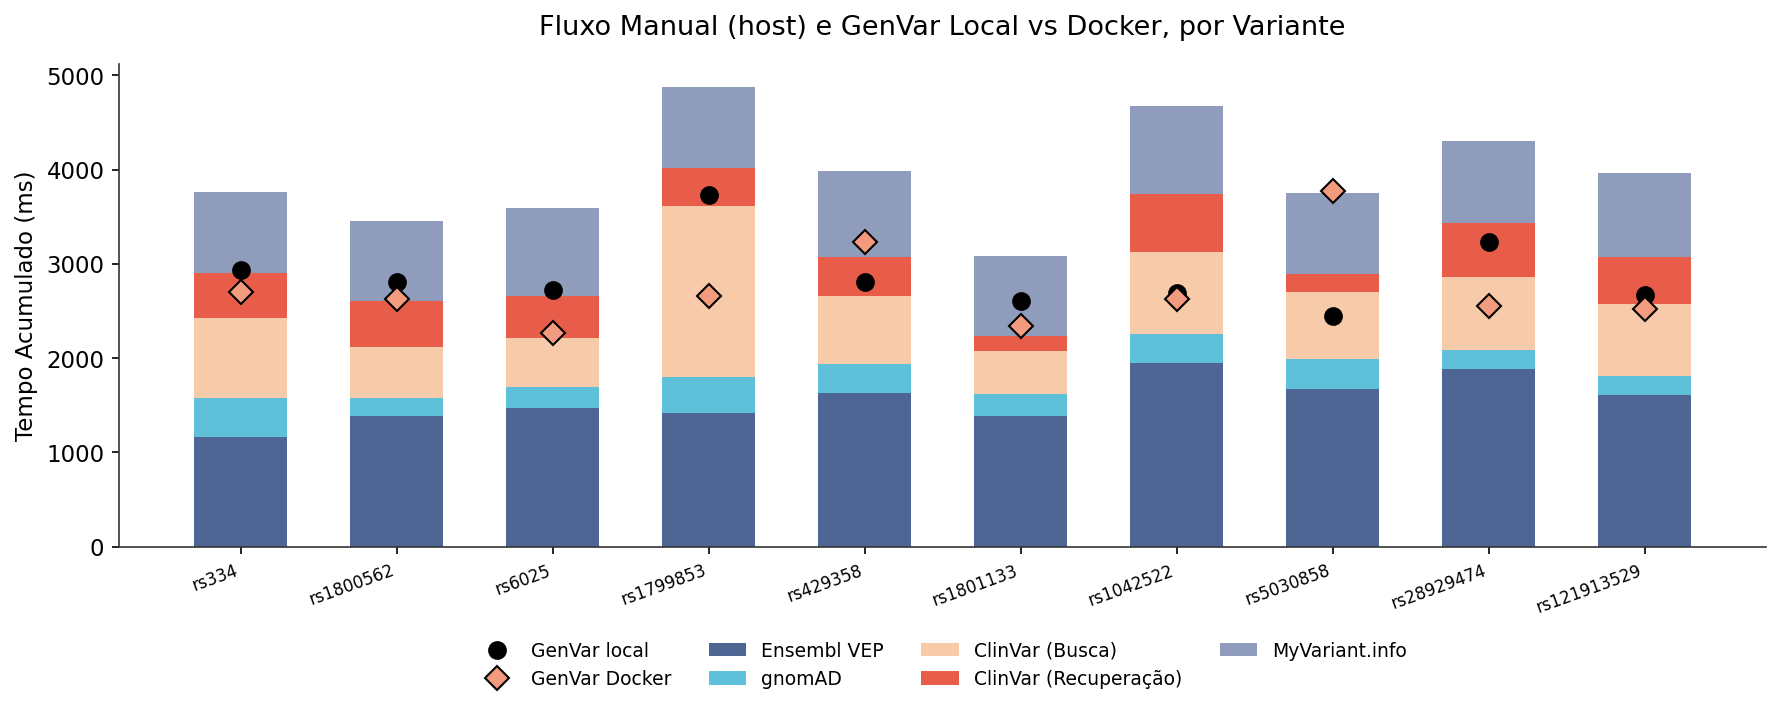 Fluxo Manual (host) e GenVar Local vs Docker, por Variante
Tempo Acumulado (ms)
5000
4000
3000
2000
1000
0
rs334
rs1800562
rs6025
rs1799853
rs429358
rs1801133
rs1042522
rs5030858
rs28929474
rs121913529
GenVar local
GenVar Docker
Ensembl VEP
gnomAD
ClinVar (Busca)
ClinVar (Recuperação)
MyVariant.info